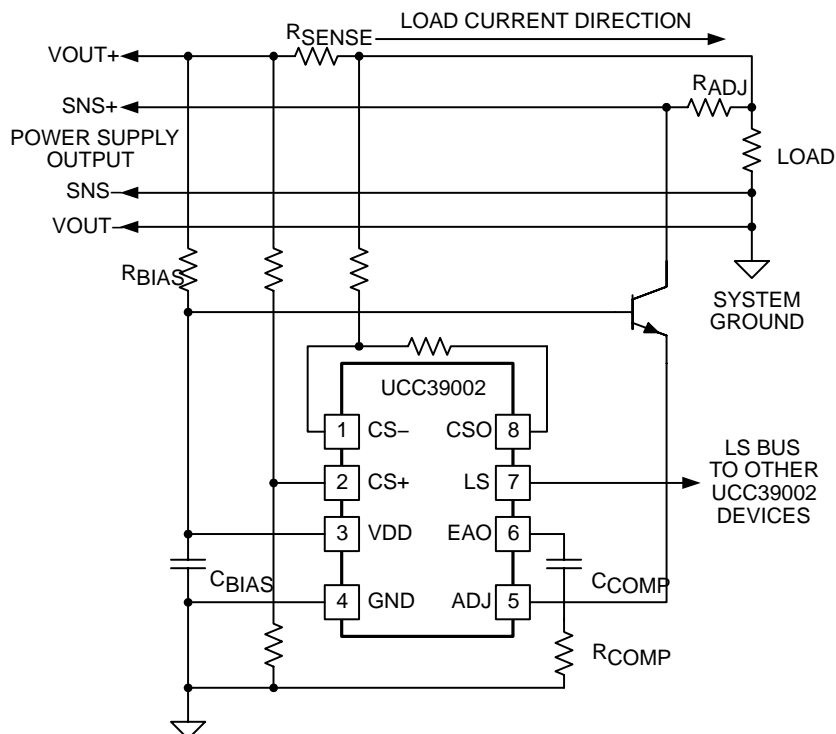 LOAD CURRENT DIRECTION
RSENSE
VOUT+
RADJ
SNS+
POWER SUPPLY
OUTPUT
LOAD
SNS−
VOUT−
RBIAS
SYSTEM
GROUND
UCC39002
1 CS− CSO 8
2 CS+ LS 7
3 VDD EAO 6
4 GND ADJ 5
LS BUS
TO OTHER
UCC39002
DEVICES
CBIAS
CCOMP
RCOMP